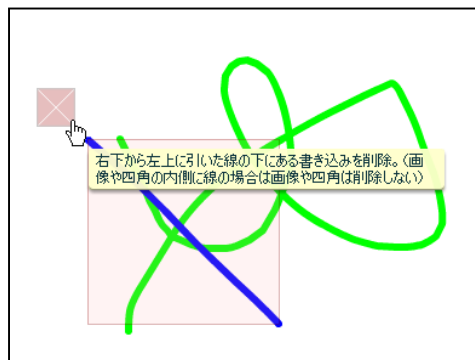 右下から左上に引いた線の下にある書き込みを削除。（画
像や四角の内側に線の場合は画像や四角は削除しない）